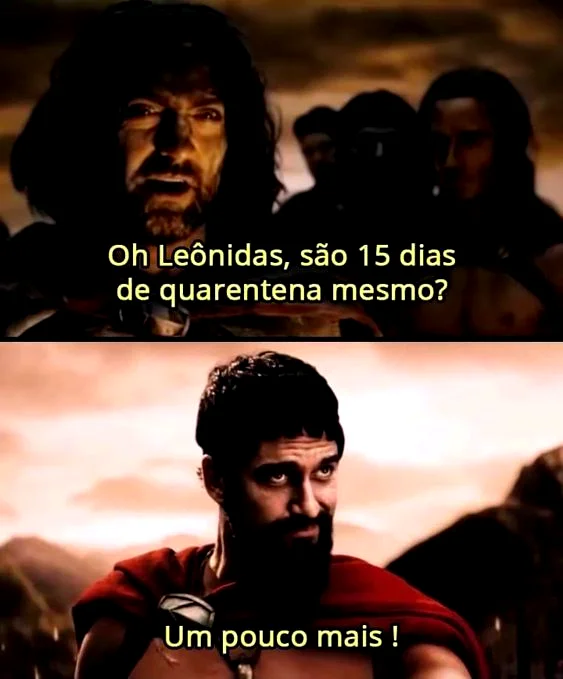 Oh Leônidas, são 15 dias
de quarentena mesmo?
Um pouco mais !